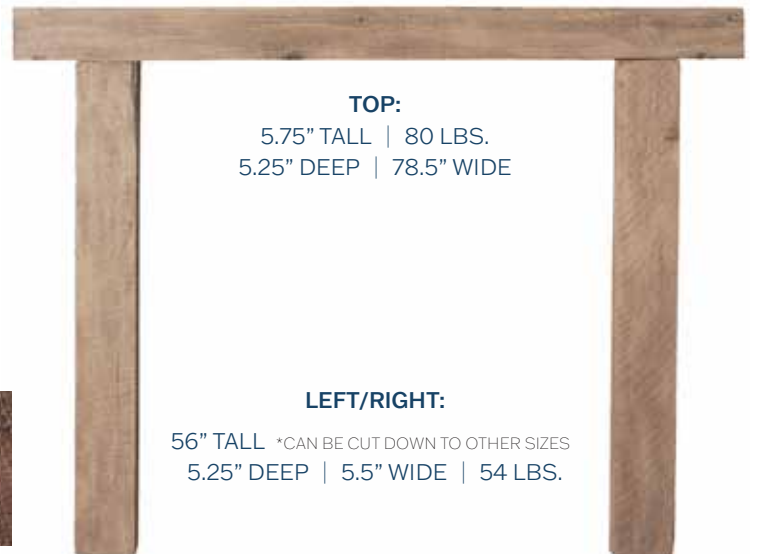 TOP:
5.75” TALL | 80 LBS.
5.25” DEEP | 78.5” WIDE
LEFT/RIGHT:
56” TALL *CAN BE CUT DOWN TO OTHER SIZES
5.25” DEEP | 5.5” WIDE | 54 LBS.